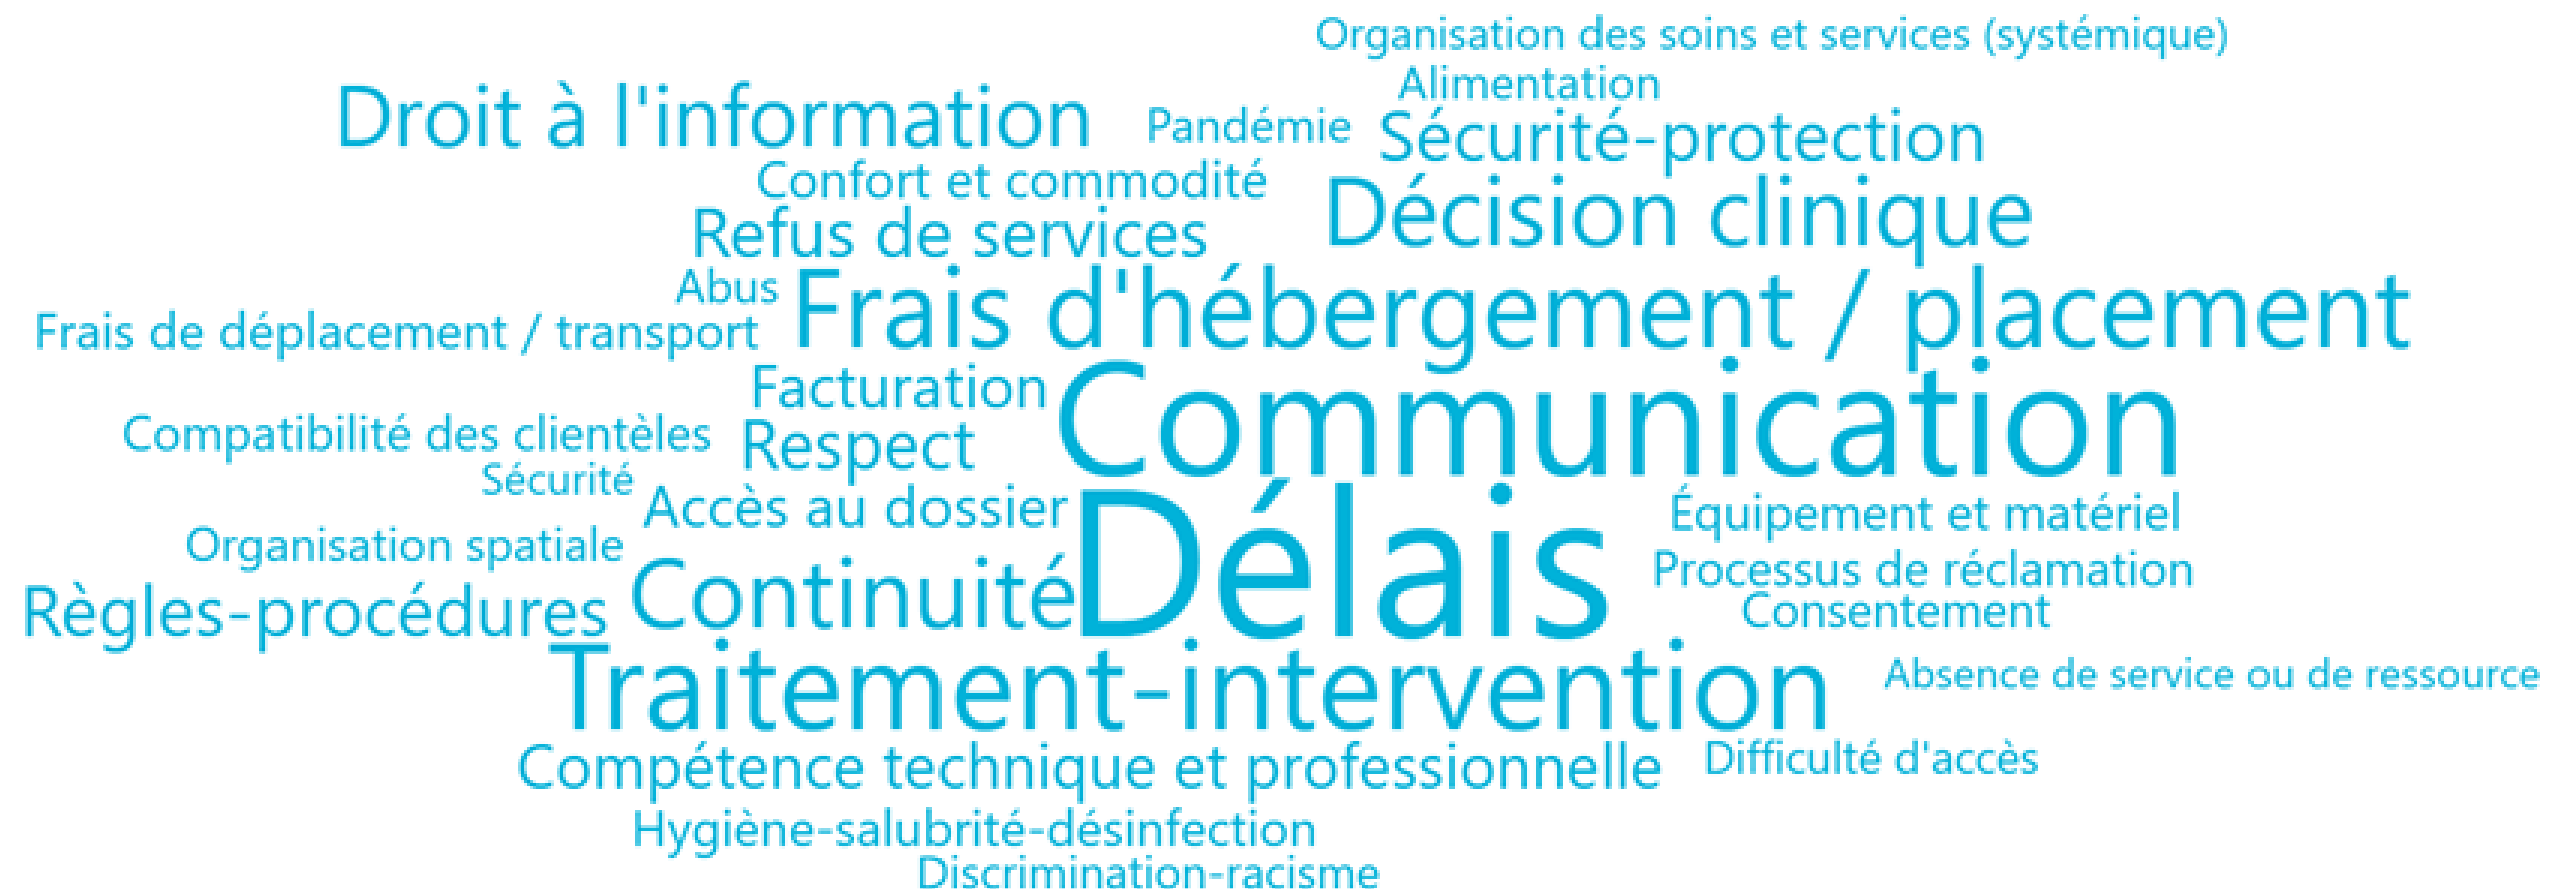 Organisation des soins et services (systémique)
Alimentation
Droit à l'information
Pandémie
Sécurité-protection
Confort et commodité
Décision clinique
Refus de services
Abus
Frais d'hébergement / placement
Frais de déplacement / transport
Facturation
Communication
Compatibilité des clientèles
Respect
Sécurité
Accès au dossier
Délais
Équipement et matériel
Organisation spatiale
Processus de réclamation
Règles-procédures
Continuité
Consentement
Traitement-intervention
Absence de service ou de ressource
Compétence technique et professionnelle
Difficulté d'accès
Hygiène-salubrité-désinfection
Discrimination-racisme